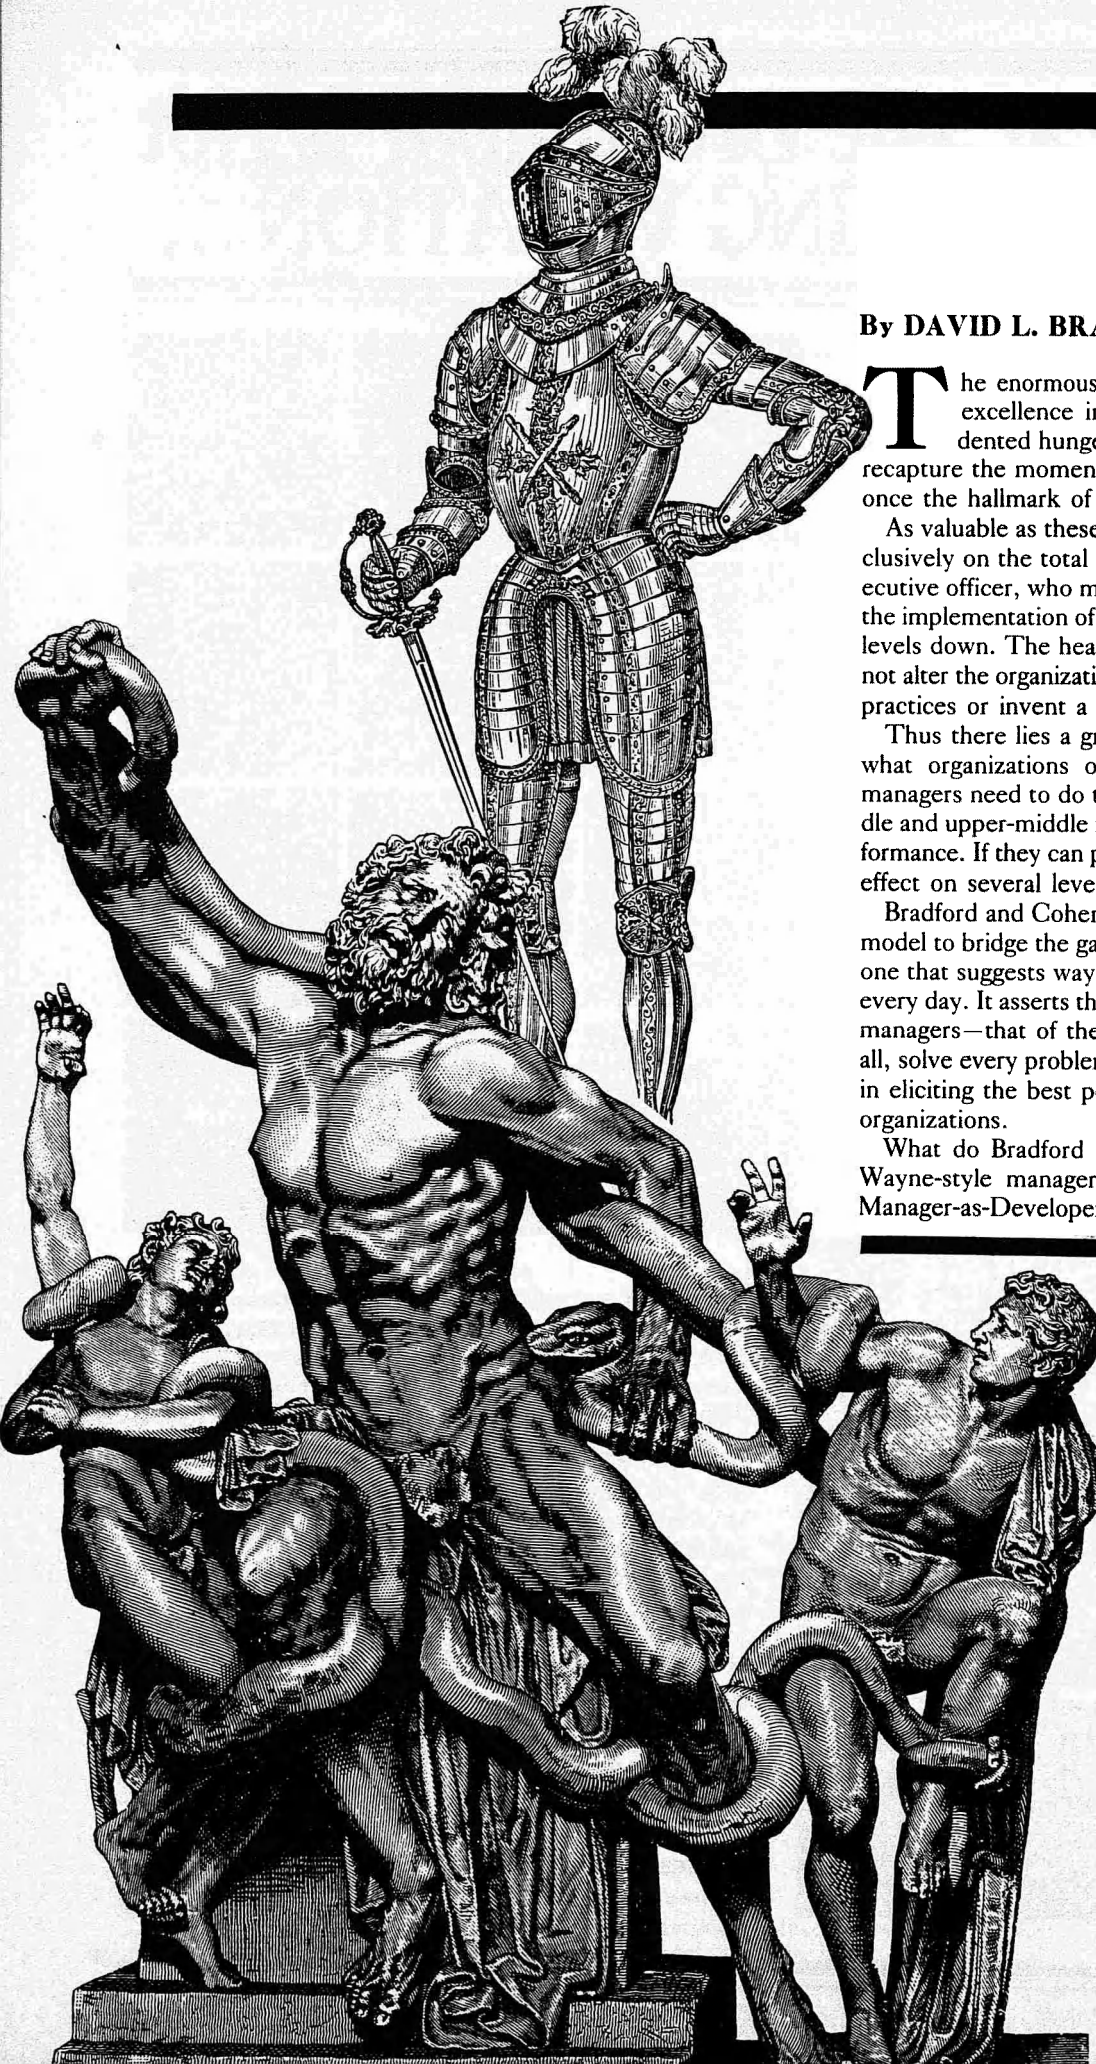 By DAVID L. BRA
The enormous
excellence in
dented hunge
recapture the momen
once the hallmark of
As valuable as these
clusively on the total
ecutive officer, who m
the implementation of
levels down. The hea
not alter the organizati
practices or invent a
Thus there lies a gr
what organizations o
managers need to do t
dle and upper-middle
formance. If they can p
effect on several leve
Bradford and Cohen
model to bridge the ga
one that suggests way
every day. It asserts th
managers—that of the
all, solve every problem
in eliciting the best p
organizations.
What do Bradford
Wayne-style manager
Manager-as-Developer